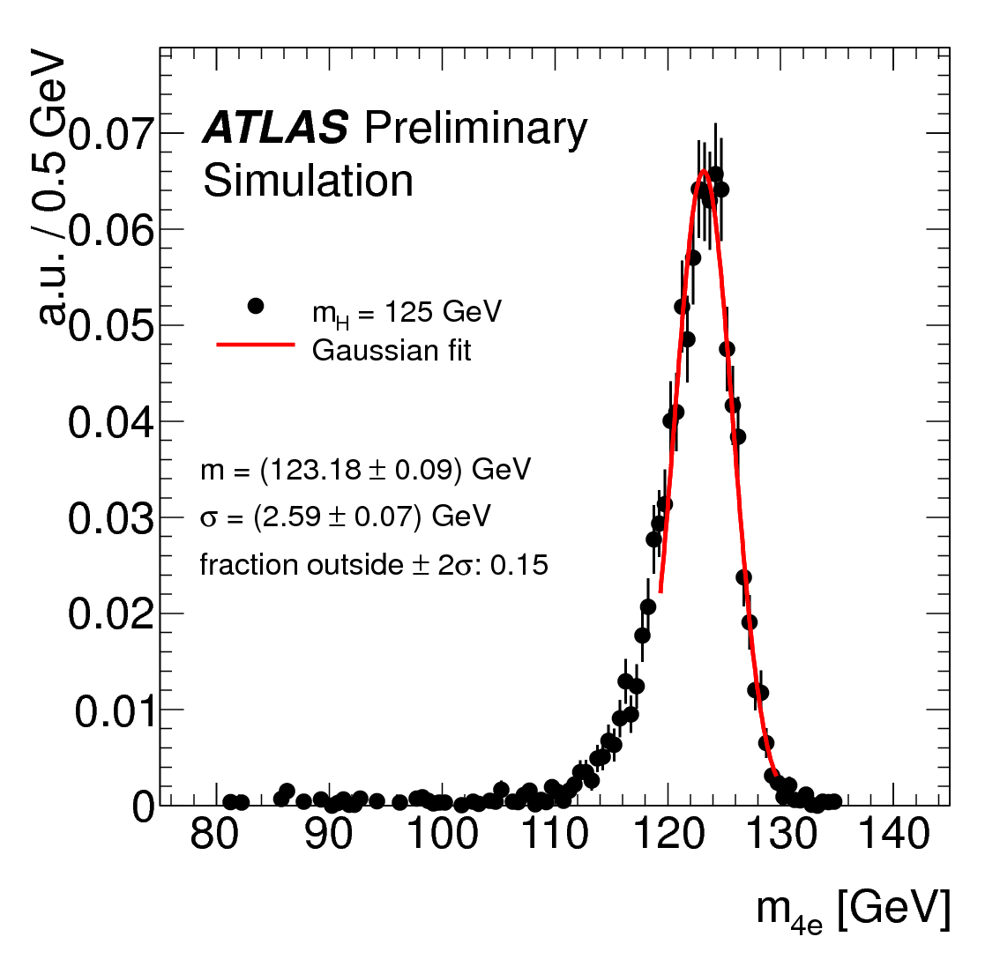 a.u. / 0.5 GeV
0.07
0.06
0.05
0.04
0.03
0.02
0.01
0
ATLAS Preliminary
Simulation
m_H = 125 GeV
Gaussian fit
m = (123.18 ± 0.09) GeV
σ = (2.59 ± 0.07) GeV
fraction outside ± 2σ: 0.15
80 90 100 110 120 130 140
m_4e [GeV]